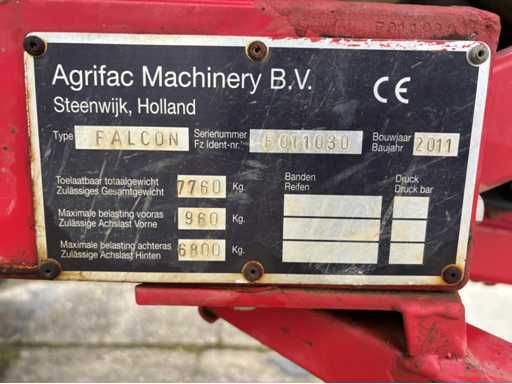 Agrifac Machinery B.V.
Steenwijk, Holland
CE
Type FALCON Serienummer Fz Ident-nr. F011030 Bouwjaar Baujahr 2011
Toelaatbaar totaalgewicht
Zulässiges Gesamtgewicht 7760 Kg.
Banden
Reifen
Druck
Druck bar
Maximale belasting vooras
Zulässige Achslast Vorne 960 Kg.
Maximale belasting achteras
Zulässige Achslast Hinten 6800 Kg.